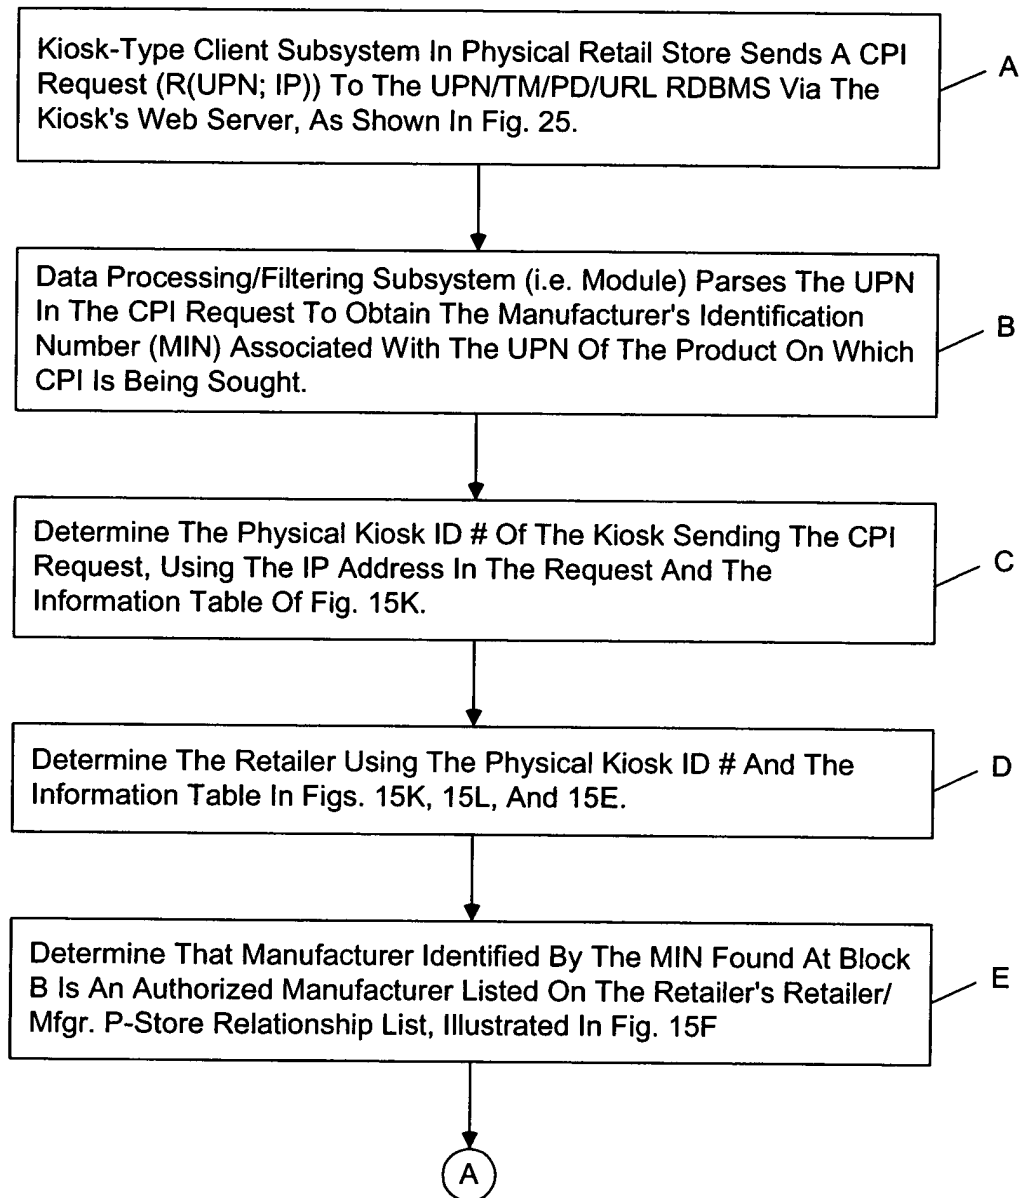 Kiosk-Type Client Subsystem In Physical Retail Store Sends A CPI
Request (R(UPN; IP)) To The UPN/TM/PD/URL RDBMS Via The
Kiosk's Web Server, As Shown In Fig. 25.
A
Data Processing/Filtering Subsystem (i.e. Module) Parses The UPN
In The CPI Request To Obtain The Manufacturer's Identification
Number (MIN) Associated With The UPN Of The Product On Which
CPI Is Being Sought.
B
Determine The Physical Kiosk ID # Of The Kiosk Sending The CPI
Request, Using The IP Address In The Request And The
Information Table Of Fig. 15K.
C
Determine The Retailer Using The Physical Kiosk ID # And The
Information Table In Figs. 15K, 15L, And 15E.
D
Determine That Manufacturer Identified By The MIN Found At Block
B Is An Authorized Manufacturer Listed On The Retailer's Retailer/
Mfgr. P-Store Relationship List, Illustrated In Fig. 15F
E
A